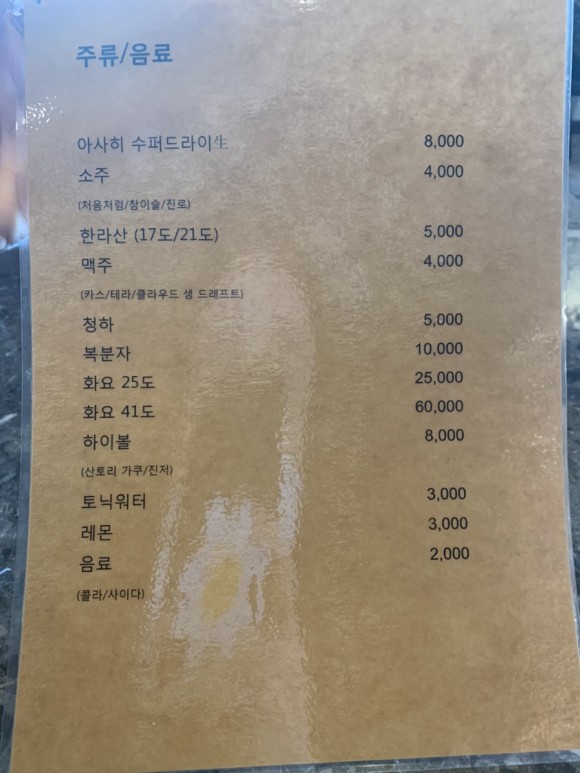 주류/음료
아사히 수퍼드라이生 8,000
소주 4,000
(처음처럼/참이슬/진로)
한라산 (17도/21도) 5,000
맥주 4,000
(카스/테라/클라우드 생 드래프트)
청하 5,000
복분자 10,000
화요 25도 25,000
화요 41도 60,000
하이볼 8,000
(산토리 가쿠/진저)
토닉워터 3,000
레몬 3,000
음료 2,000
(콜라/사이다)